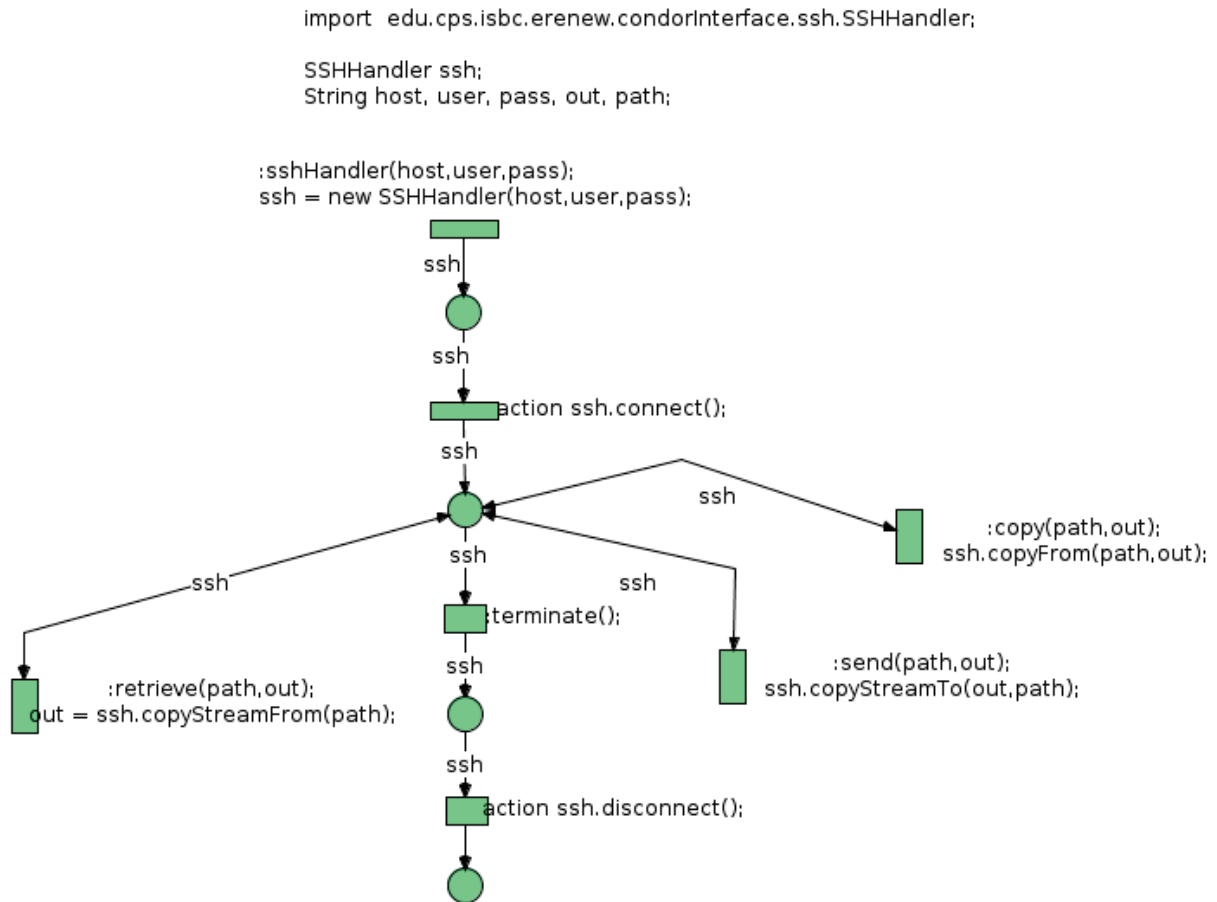 import  edu.cps.isbc.erenew.condorInterface.ssh.SSHHandler;
SSHHandler ssh;
String host, user, pass, out, path;
:sshHandler(host,user,pass);
ssh = new SSHHandler(host,user,pass);
ssh
ssh
action ssh.connect();
ssh
ssh
:copy(path,out);
ssh.copyFrom(path,out);
ssh
ssh
ssh
:terminate();
ssh
:send(path,out);
ssh.copyStreamTo(out,path);
:retrieve(path,out);
out = ssh.copyStreamFrom(path);
ssh
action ssh.disconnect();